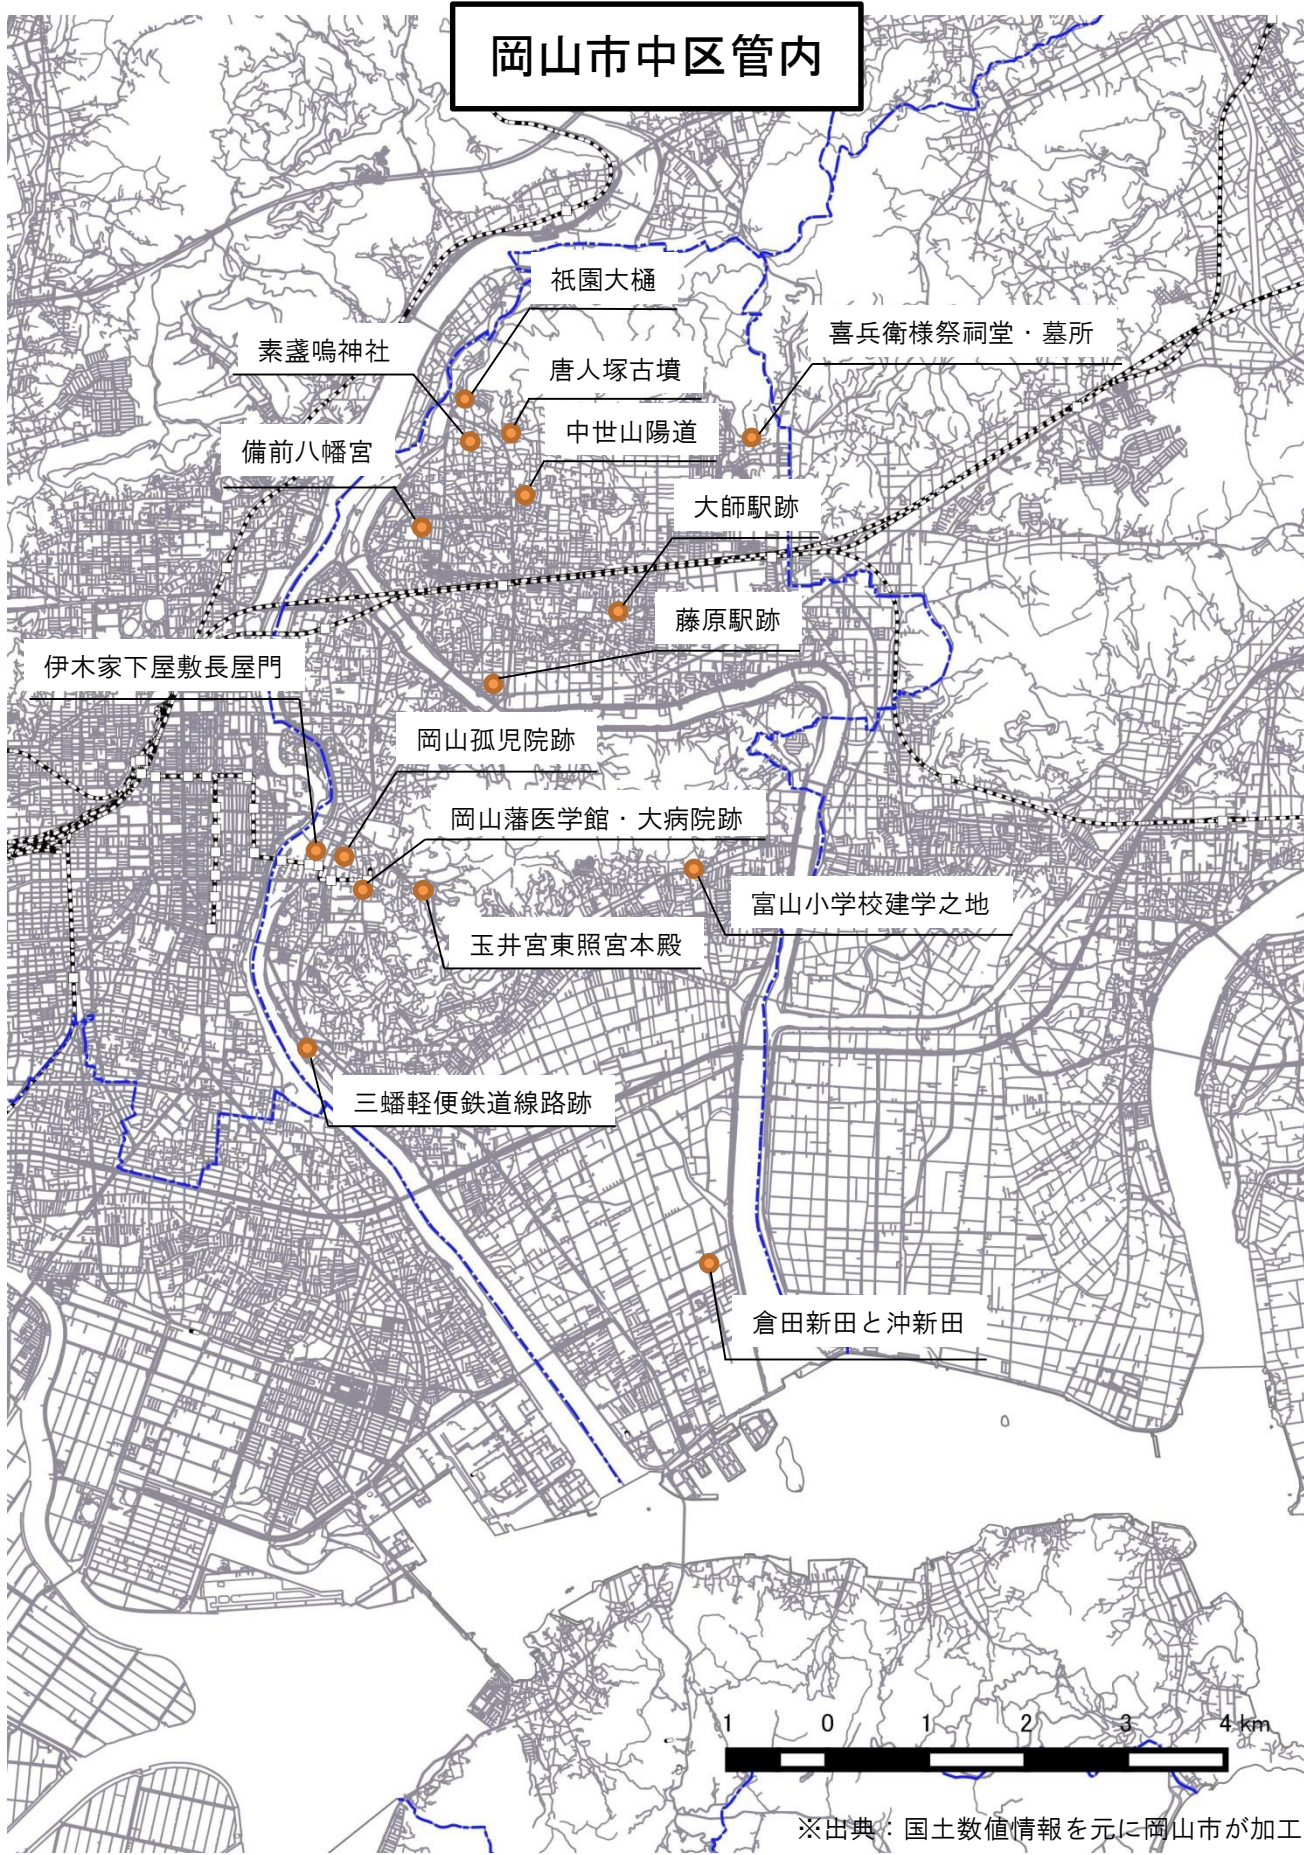 岡山市中区管内
祇園大樋
喜兵衛様祭祠堂・墓所
素盞嗚神社
唐人塚古墳
中世山陽道
備前八幡宮
大師駅跡
藤原駅跡
伊木家下屋敷長屋門
岡山孤児院跡
岡山藩医学館・大病院跡
富山小学校建学之地
玉井宮東照宮本殿
三蟠軽便鉄道線路跡
倉田新田と沖新田
1 0 1 2 3 4 km
※出典：国土数値情報を元に岡山市が加工